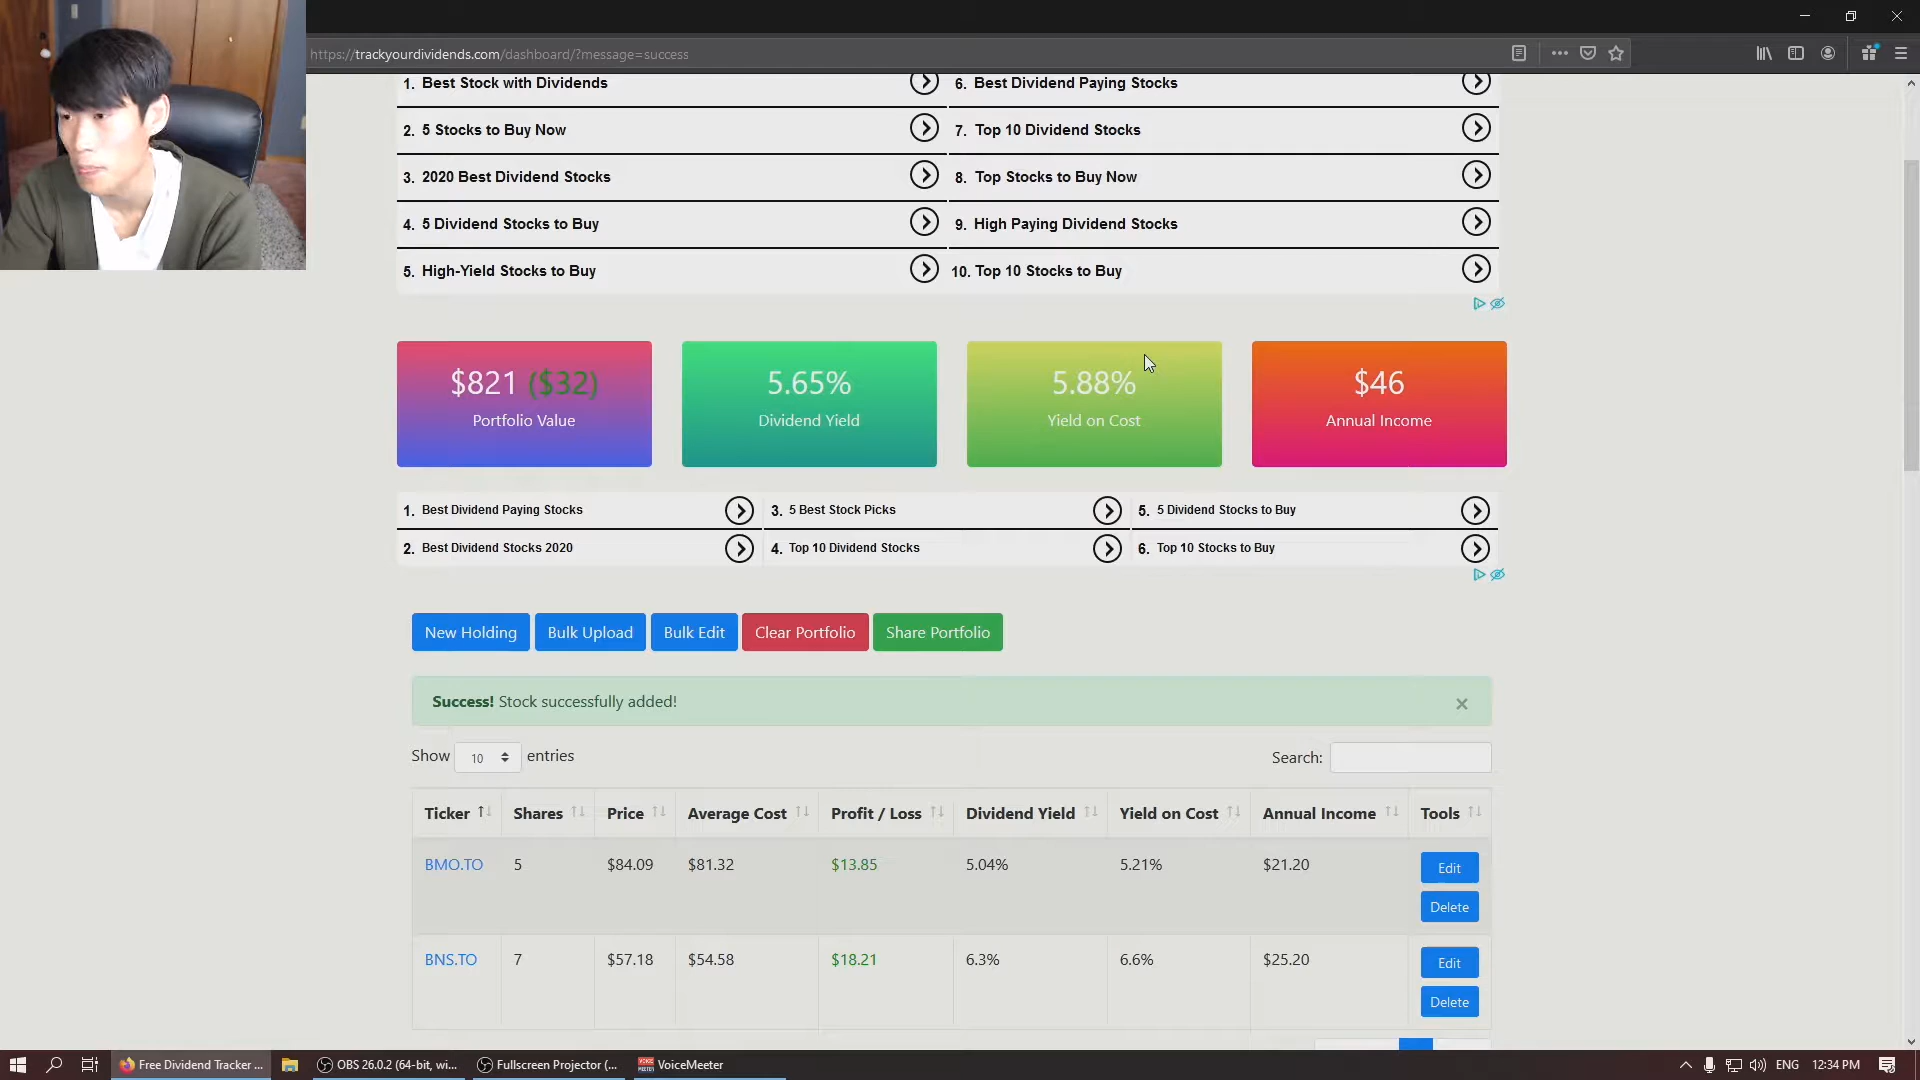 https://trackyourdividends.com/dashboard/?message=success
1. Best Stock with Dividends
6. Best Dividend Paying Stocks
2. 5 Stocks to Buy Now
7. Top 10 Dividend Stocks
3. 2020 Best Dividend Stocks
8. Top Stocks to Buy Now
4. 5 Dividend Stocks to Buy
9. High Paying Dividend Stocks
5. High-Yield Stocks to Buy
10. Top 10 Stocks to Buy
$821 ($32)
Portfolio Value
5.65%
Dividend Yield
5.88%
Yield on Cost
$46
Annual Income
1. Best Dividend Paying Stocks
3. 5 Best Stock Picks
5. 5 Dividend Stocks to Buy
2. Best Dividend Stocks 2020
4. Top 10 Dividend Stocks
6. Top 10 Stocks to Buy
New Holding Bulk Upload Bulk Edit Clear Portfolio Share Portfolio
Success! Stock successfully added!
Show 10 entries
Search:
Ticker Shares Price Average Cost Profit / Loss Dividend Yield Yield on Cost Annual Income Tools
BMO.TO 5 $84.09 $81.32 $13.85 5.04% 5.21% $21.20 Edit
Delete
BNS.TO 7 $57.18 $54.58 $18.21 6.3% 6.6% $25.20 Edit
Delete
Free Dividend Tracker ... OBS 26.0.2 (64-bit, wi... Fullscreen Projector (... VoiceMeeter ENG 12:34 PM